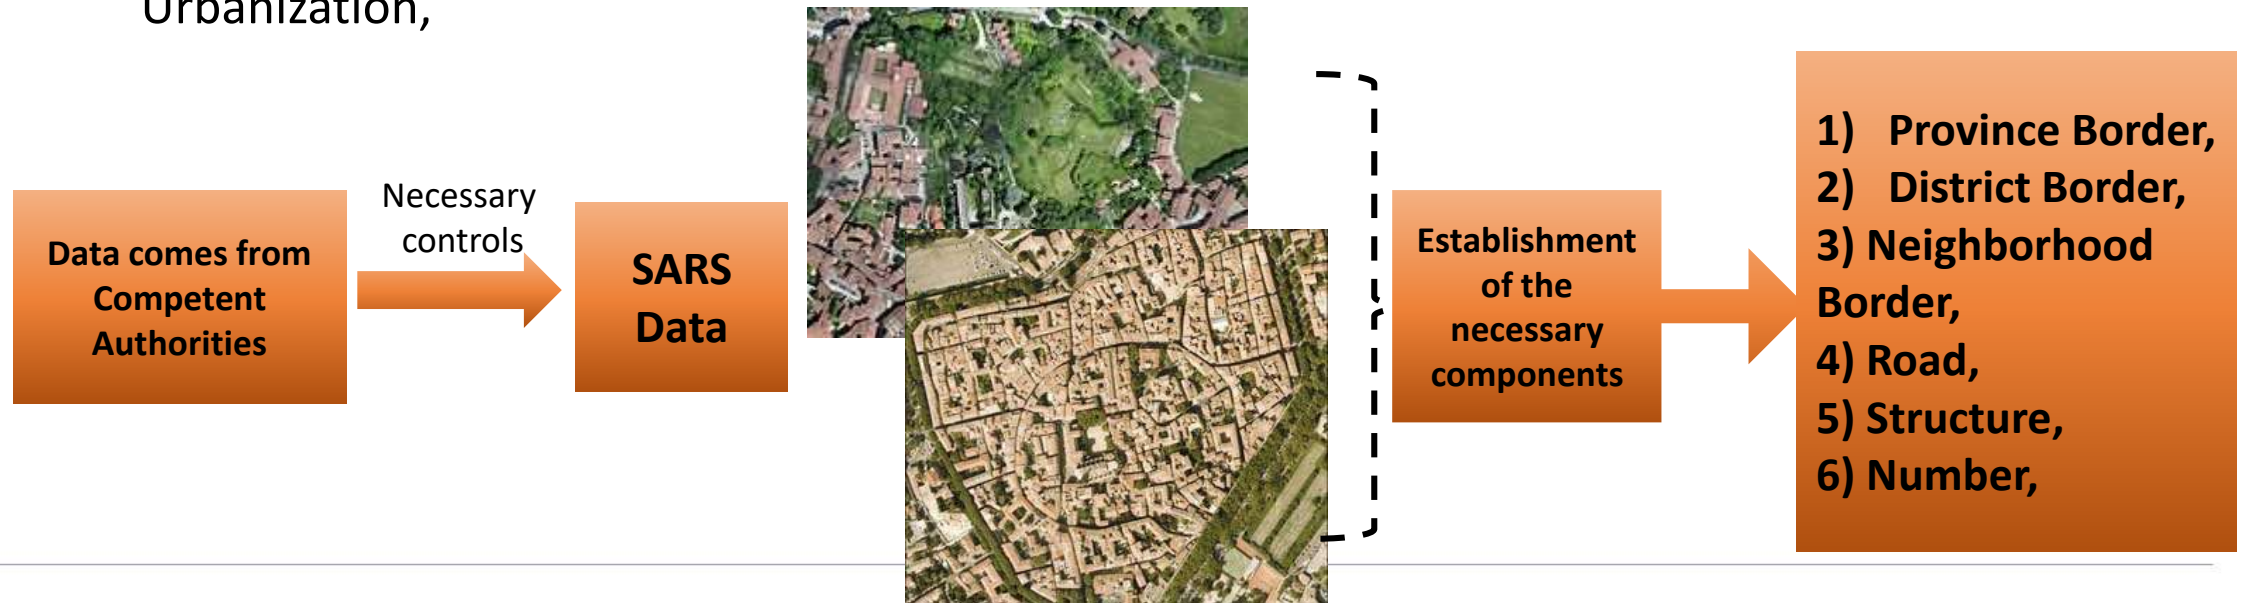 Urbanization,
Data comes from
Competent
Authorities
Necessary
controls
SARS
Data
Establishment
of the
necessary
components
1) Province Border,
2) District Border,
3) Neighborhood
Border,
4) Road,
5) Structure,
6) Number,